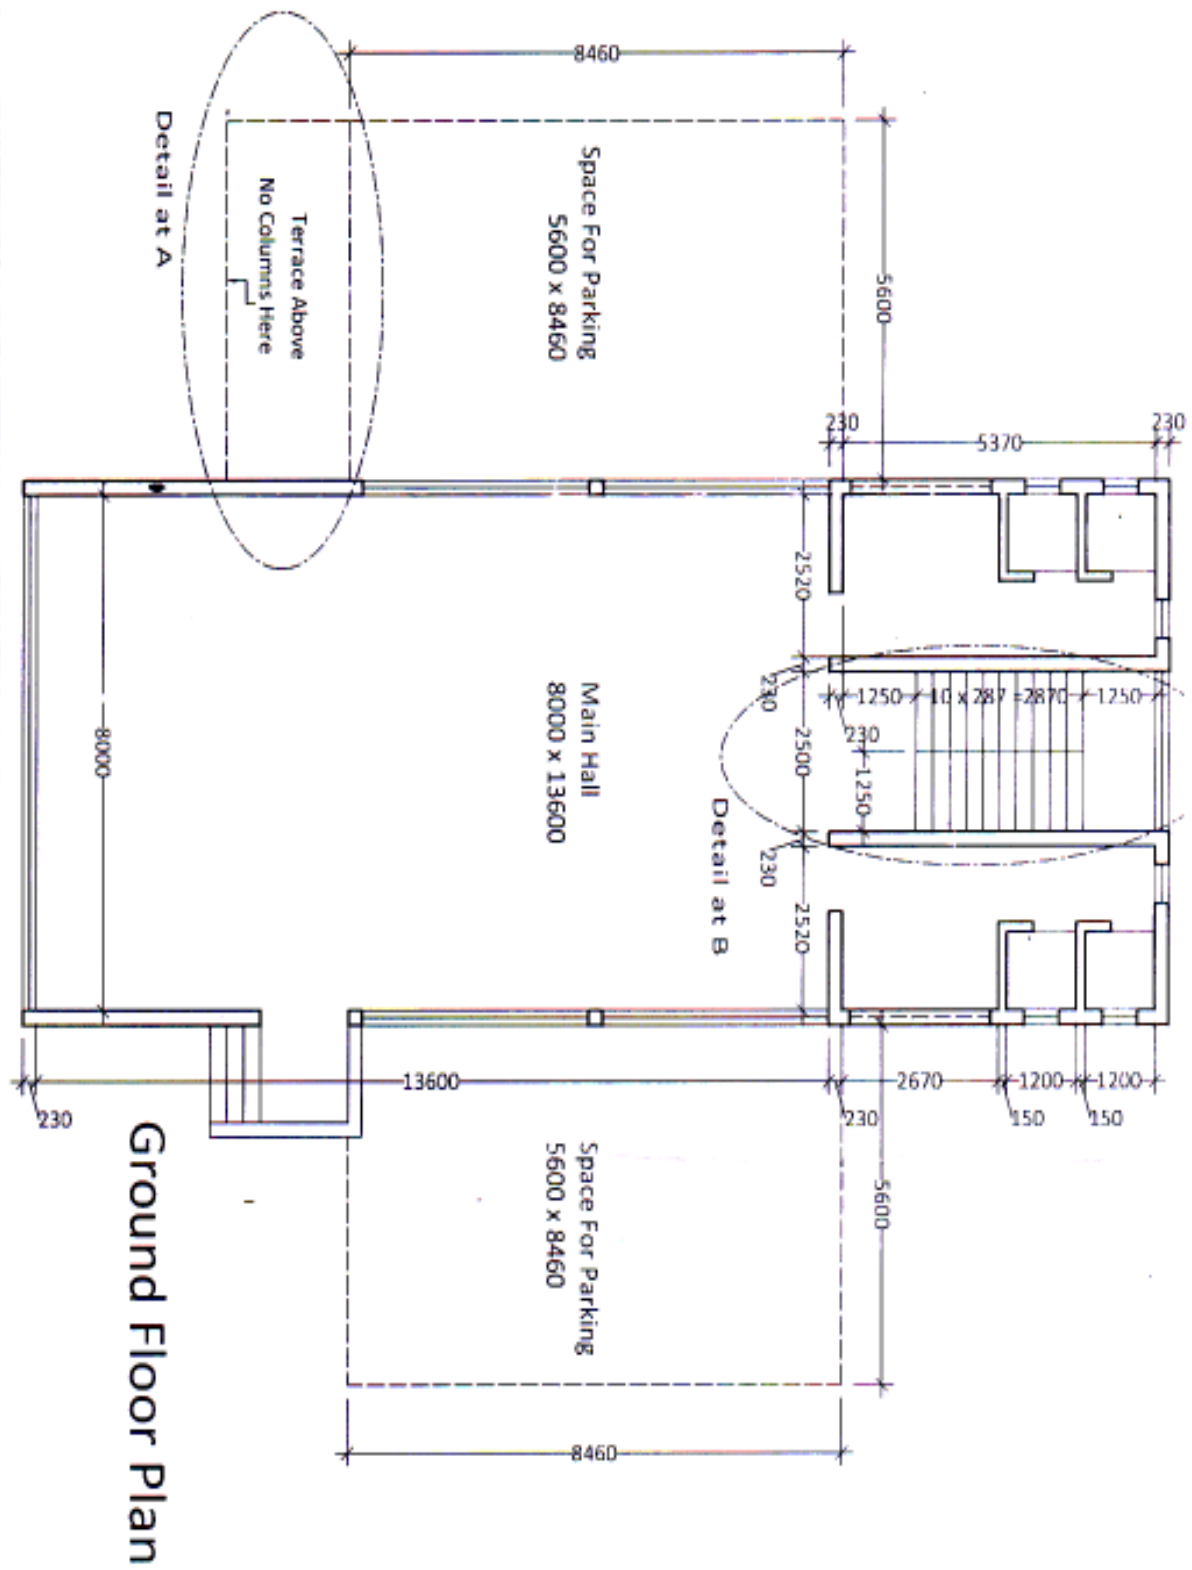 8460
5600
Space For Parking
5600 x 8460
Terrace Above
No Columns Here
Detail at A
230
5370
230
2520
230
1250
10 x 287 =2870
1250
230
2500
1250
Main Hall
8000 x 13600
8000
Detail at B
230
2520
13600
230
230
2670
1200
1200
150
150
5600
Space For Parking
5600 x 8460
8460
Ground Floor Plan